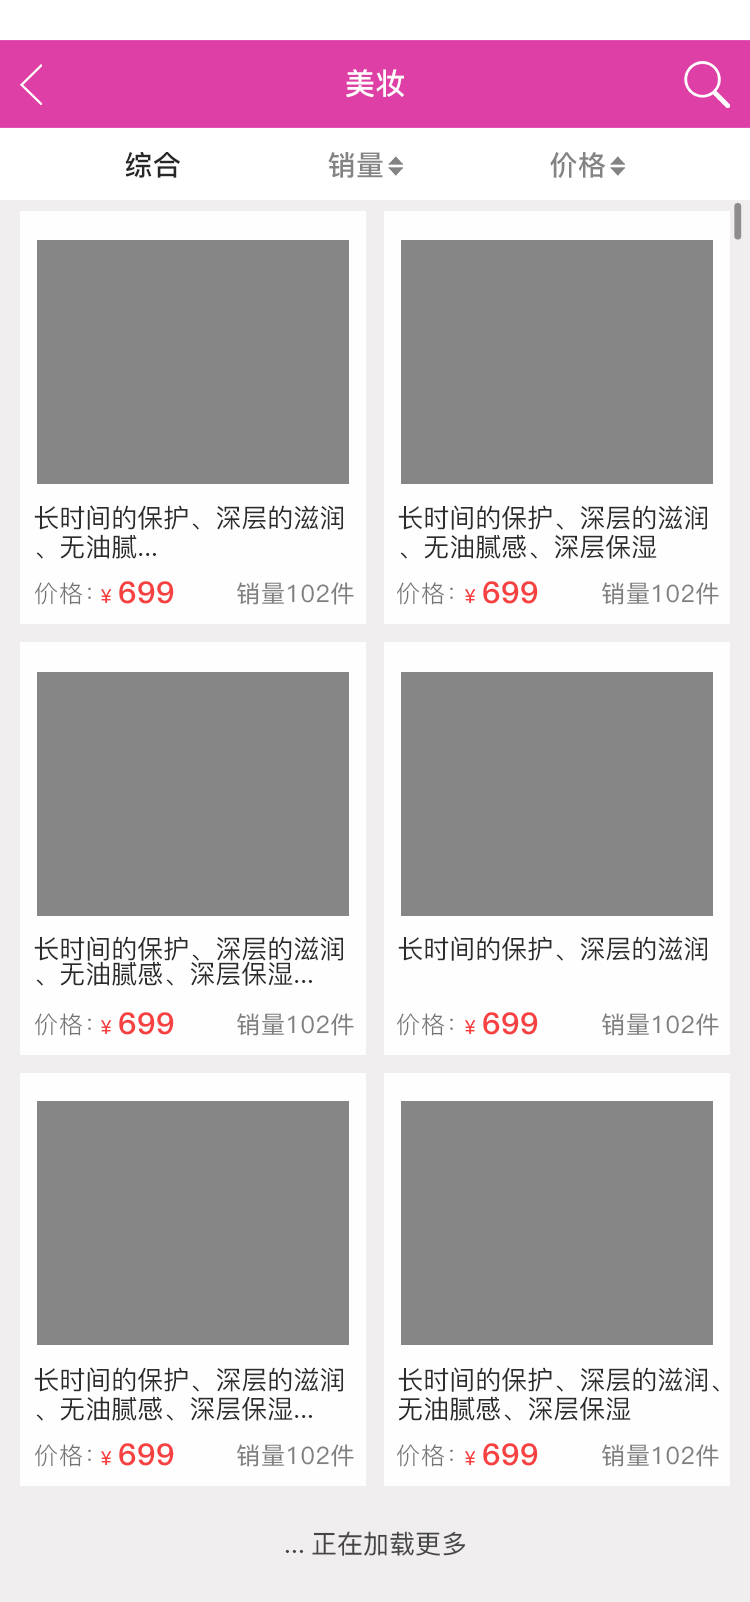 美妆
综合 销量 价格
长时间的保护、深层的滋润
、无油腻...
价格：¥ 699 销量102件
长时间的保护、深层的滋润
、无油腻感、深层保湿
价格：¥ 699 销量102件
长时间的保护、深层的滋润
、无油腻感、深层保湿...
价格：¥ 699 销量102件
长时间的保护、深层的滋润
价格：¥ 699 销量102件
长时间的保护、深层的滋润
、无油腻感、深层保湿...
价格：¥ 699 销量102件
长时间的保护、深层的滋润、
无油腻感、深层保湿
价格：¥ 699 销量102件
... 正在加载更多